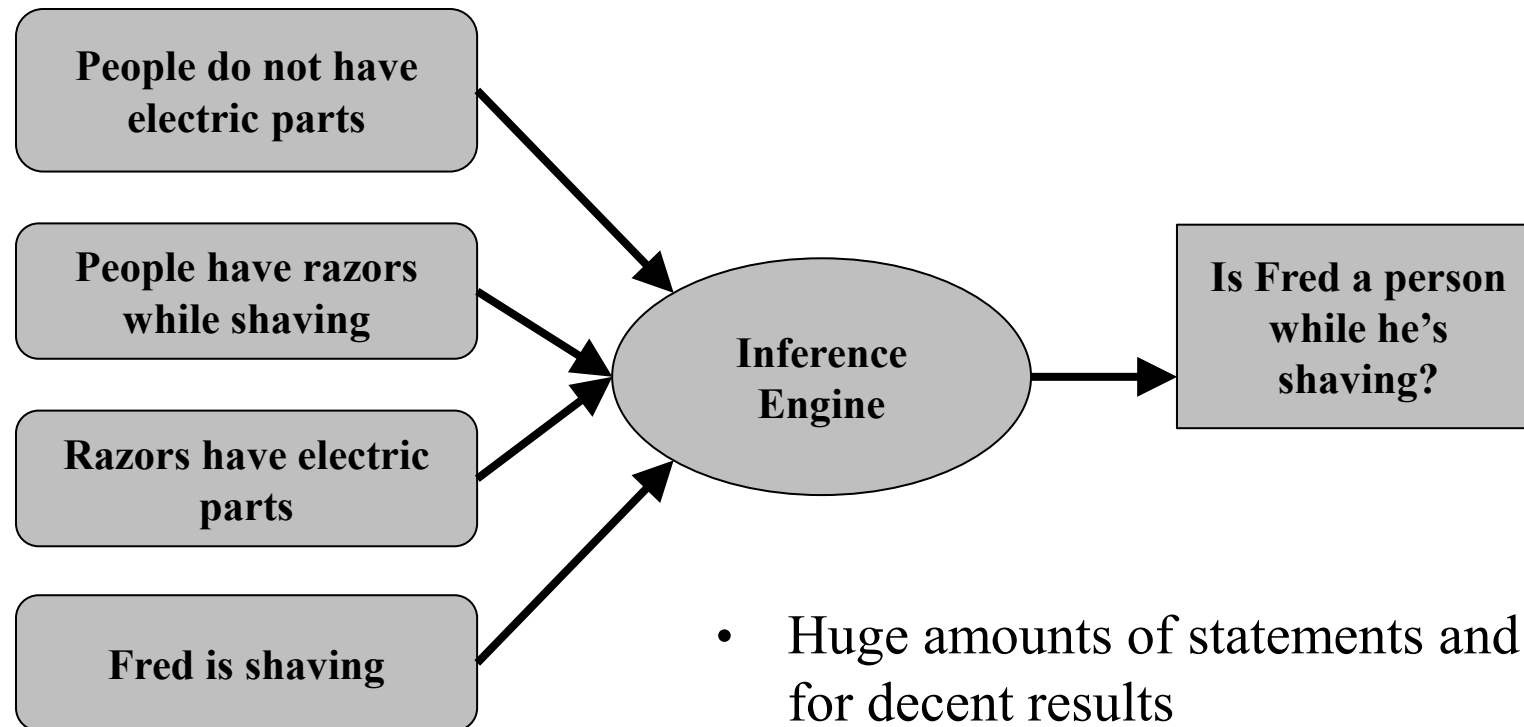 People do not have
electric parts
People have razors
while shaving
Razors have electric
parts
Fred is shaving
Inference
Engine
Is Fred a person
while he’s
shaving?
• Huge amounts of statements and
for decent results